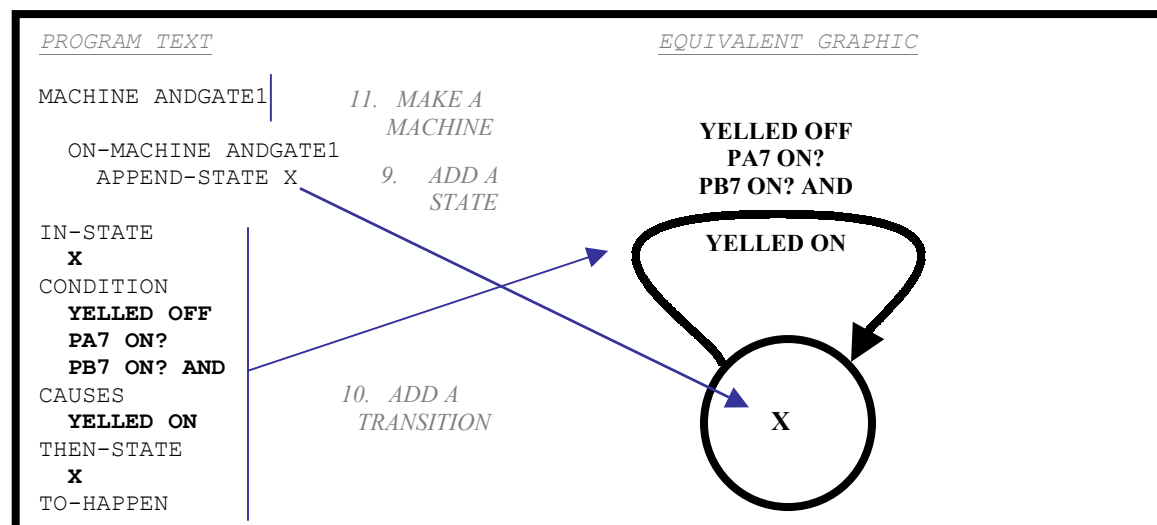 PROGRAM TEXT
EQUIVALENT GRAPHIC
MACHINE ANDGATE1
11. MAKE A
MACHINE
ON-MACHINE ANDGATE1
APPEND-STATE X
9. ADD A
STATE
IN-STATE
X
CONDITION
YELLED OFF
PA7 ON?
PB7 ON? AND
CAUSES
YELLED ON
THEN-STATE
X
TO-HAPPEN
10. ADD A
TRANSITION
YELLED OFF
PA7 ON?
PB7 ON? AND
YELLED ON
X